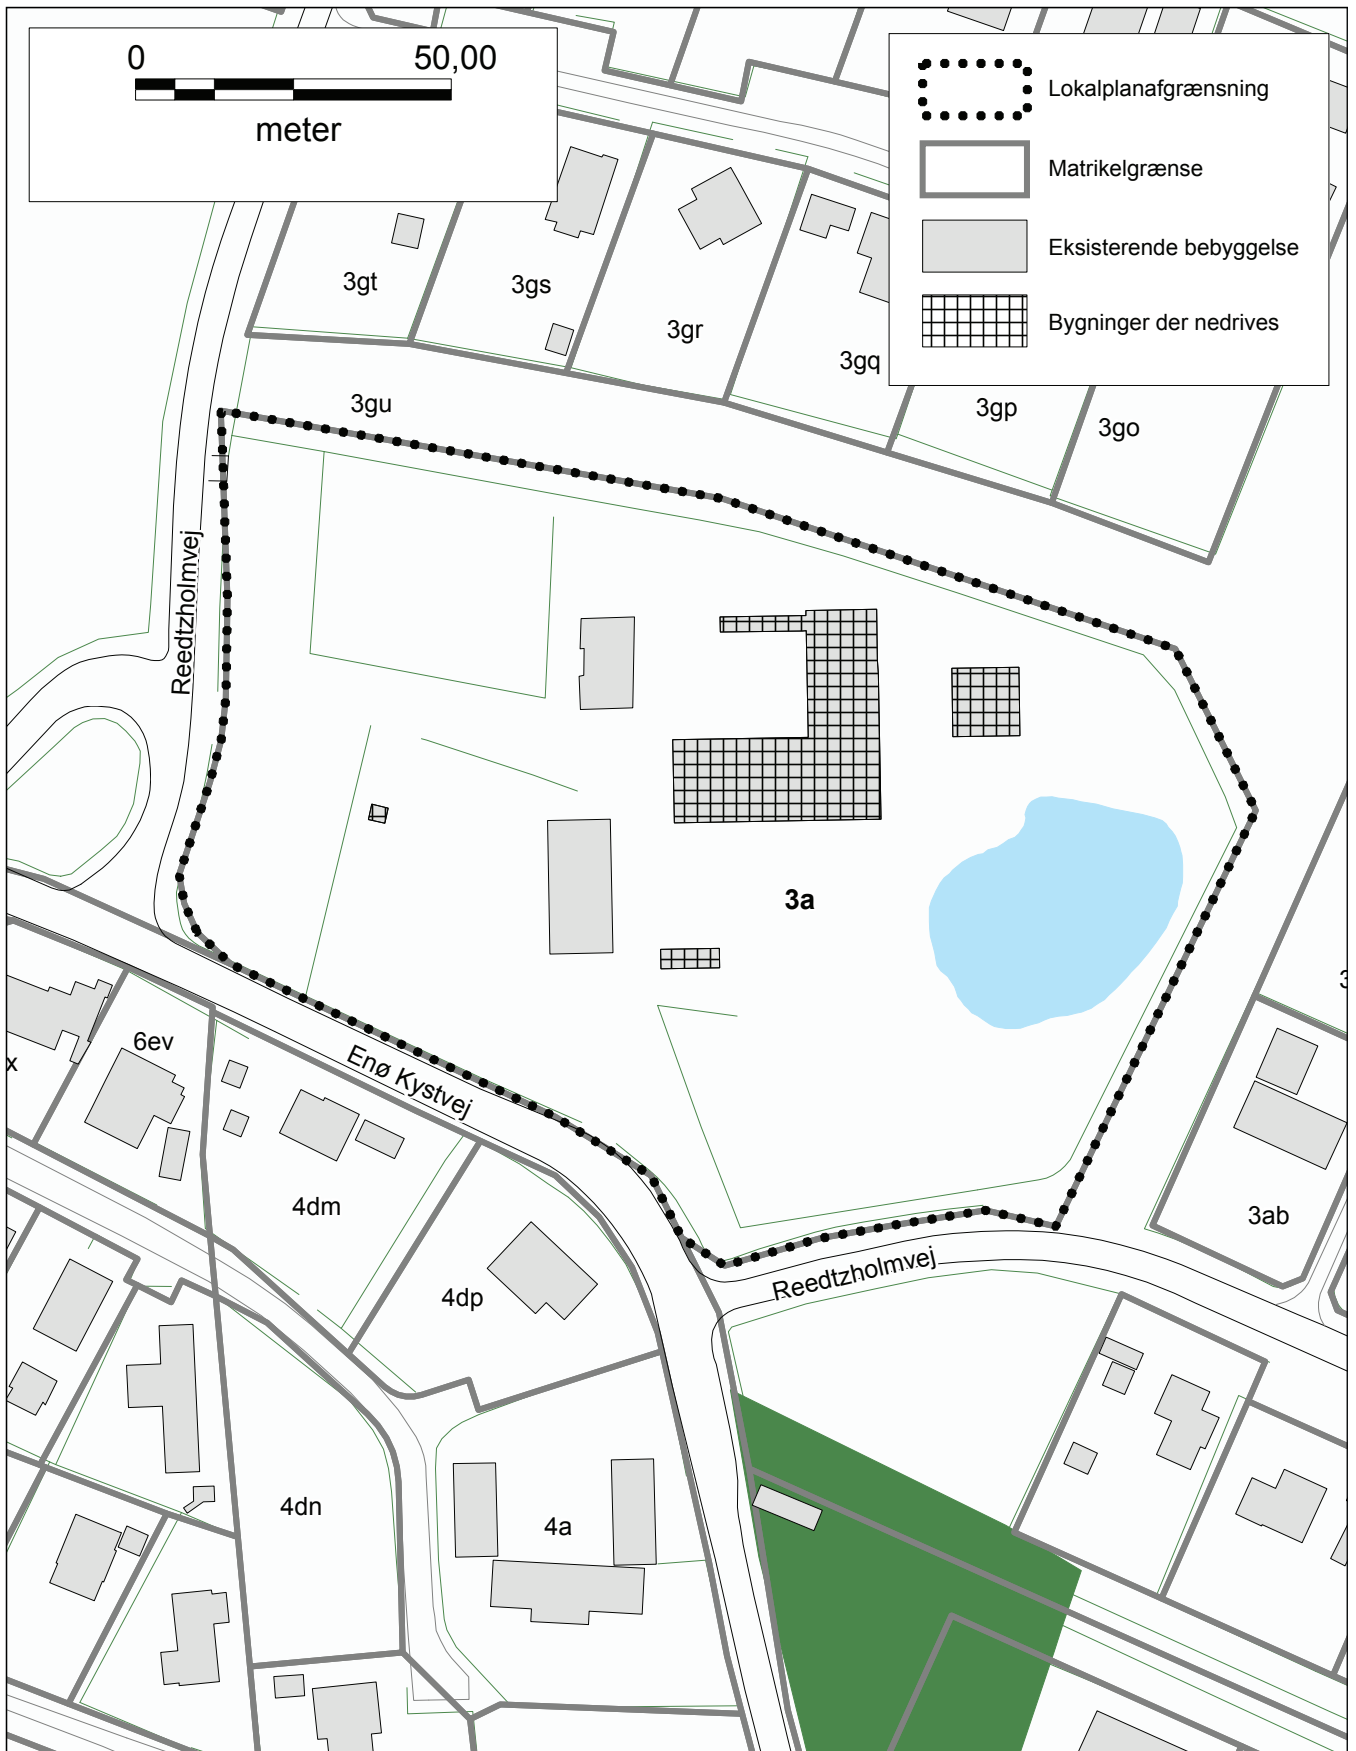 0 50,00
meter
Lokalplanafgrænsning
Matrikelgrænse
Eksisterende bebyggelse
Bygninger der nedrives
3gt
3gs
3gr
3gq
3gp
3go
3gu
Reedtzholmvej
3a
6ev
x
Enø Kystvej
4dm
3ab
4dp
Reedtzholmvej
4dn
4a